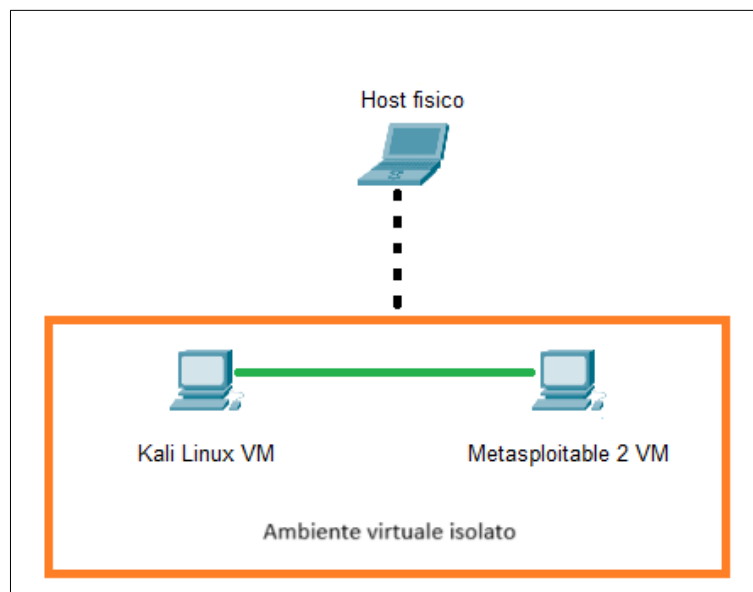 Host fisico
Kali Linux VM
Metasploitable 2 VM
Ambiente virtuale isolato